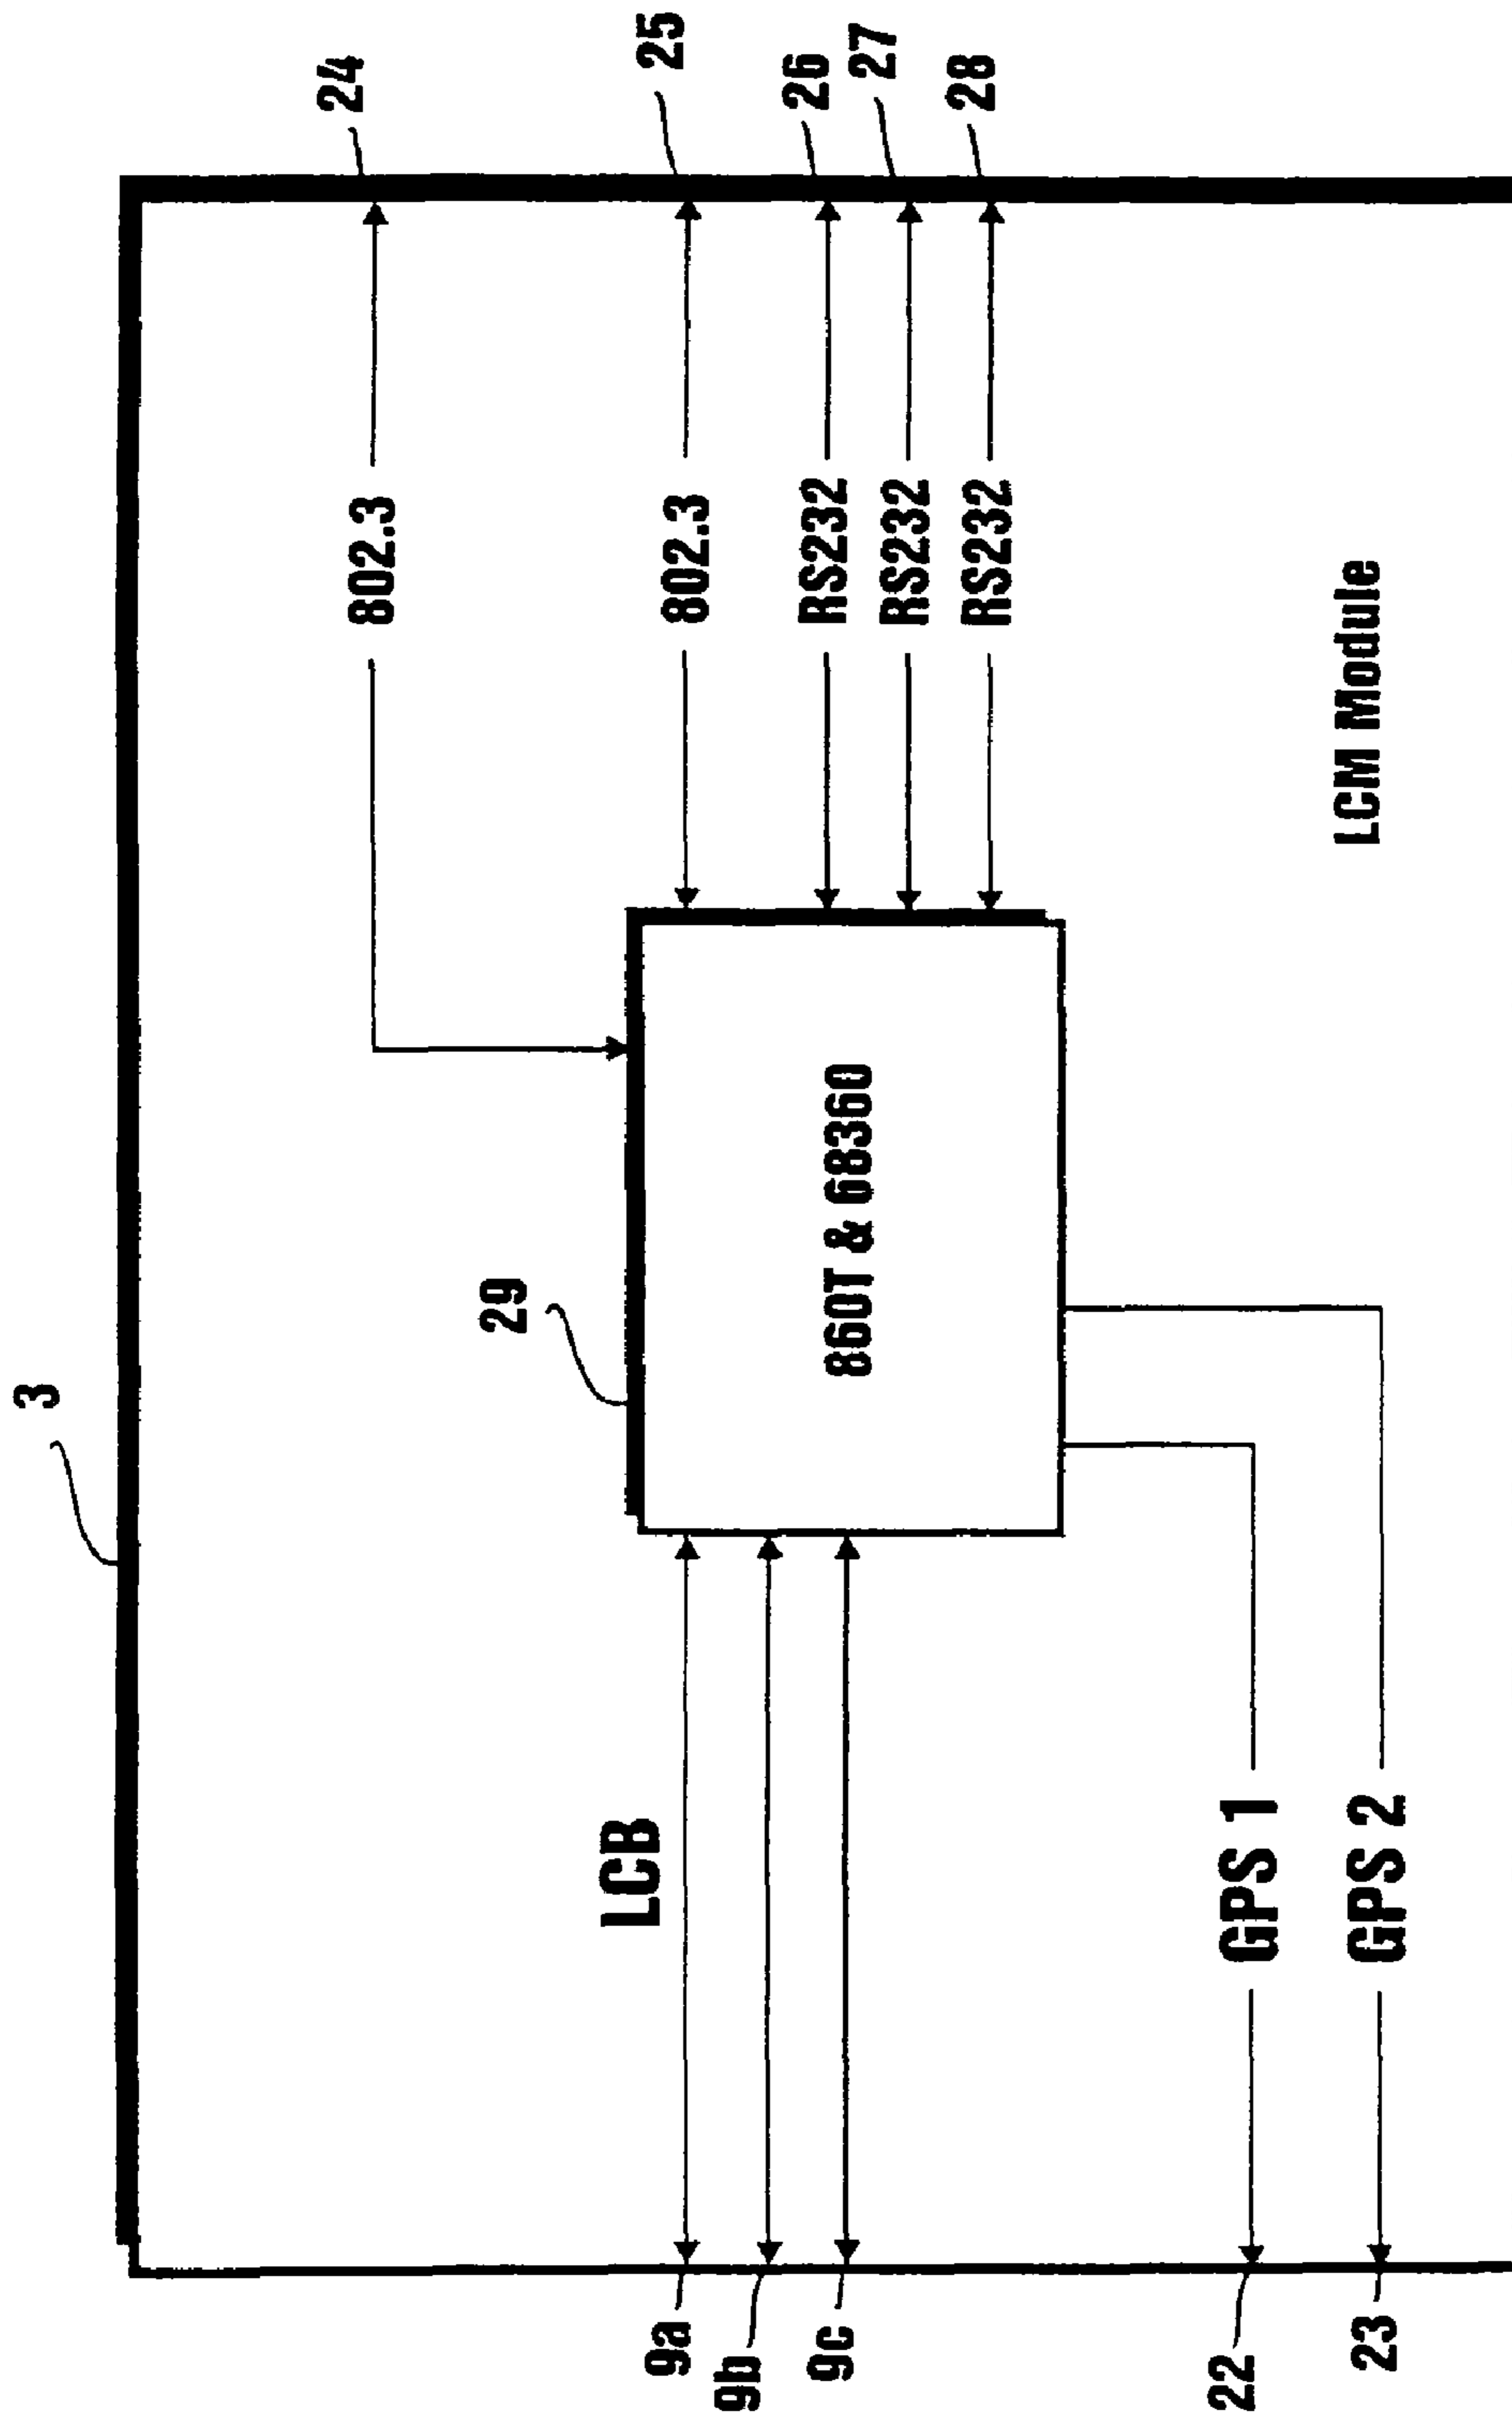 3
24
802.3
29
LCB
25
802.3
9a
9b
9c
860T & 68360
RS232
26
RS232
27
RS232
28
22
GPS 1
23
GPS 2
LCM Module